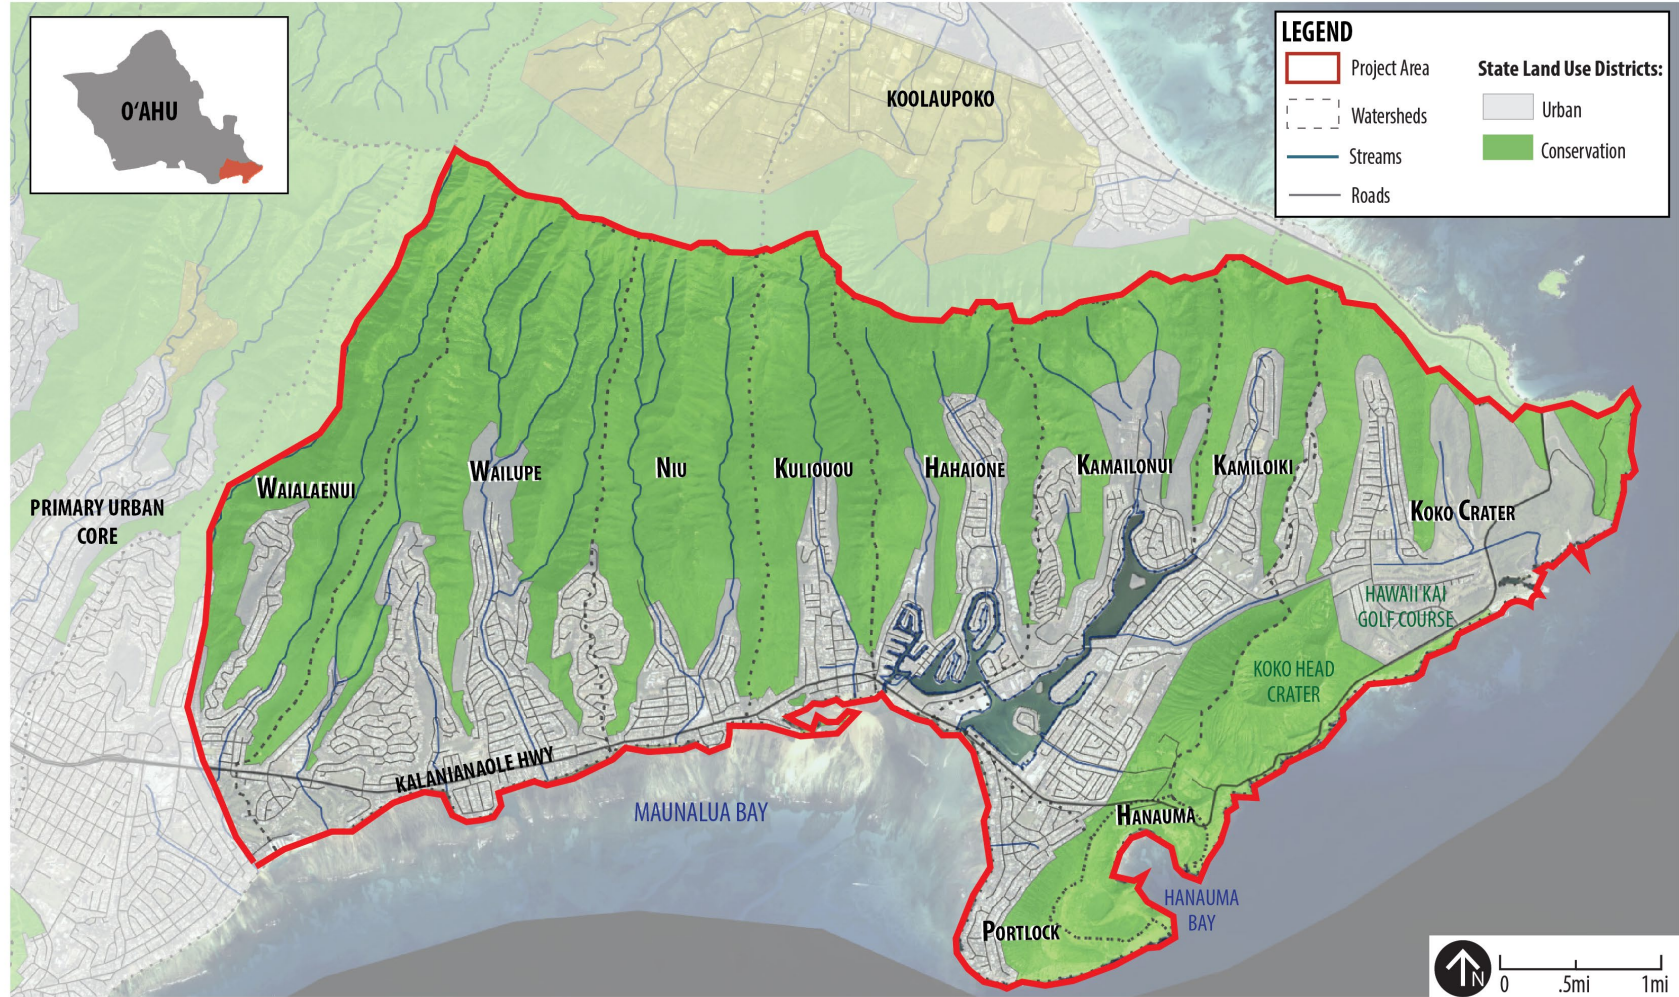 O‘AHU
LEGEND
Project Area
Watersheds
Streams
Roads
State Land Use Districts:
Urban
Conservation
KOOLAUPOKO
PRIMARY URBAN
CORE
WAIALAENUI
WAILUPE
NIU
KULIOUOU
HAHAIONE
KAMAILONUI
KAMILOIKI
KOKO CRATER
HAWAII KAI
GOLF COURSE
KOKO HEAD
CRATER
KALANIANAOLE HWY
MAUNALUA BAY
HANAUMA
HANAUMA
BAY
PORTLOCK
N
0 .5mi 1mi